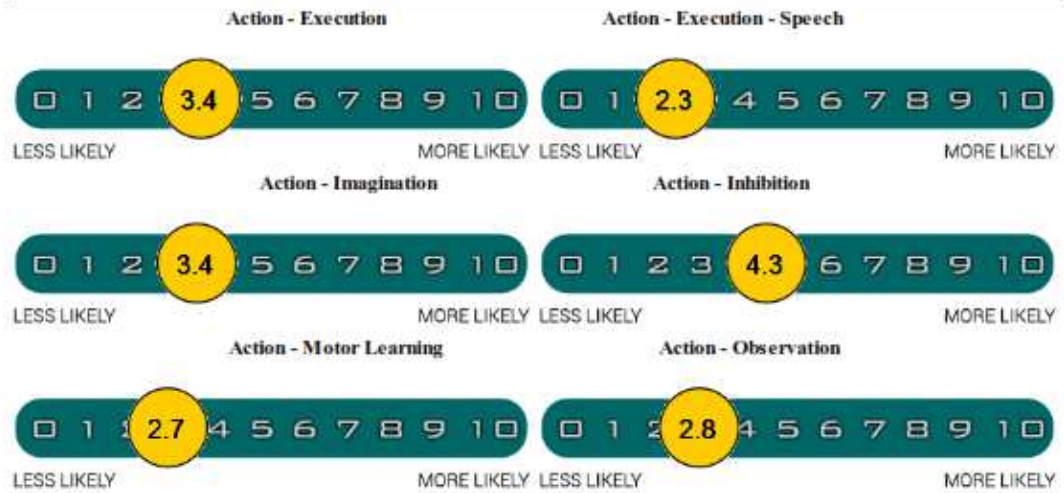 Action - Execution
Action - Execution - Speech
0 1 2 3.4 5 6 7 8 9 10
0 1 2.3 4 5 6 7 8 9 10
LESS LIKELY MORE LIKELY
LESS LIKELY MORE LIKELY
Action - Imagination
Action - Inhibition
0 1 2 3.4 5 6 7 8 9 10
0 1 2 3 4.3 6 7 8 9 10
LESS LIKELY MORE LIKELY
LESS LIKELY MORE LIKELY
Action - Motor Learning
Action - Observation
0 1 2.7 4 5 6 7 8 9 10
0 1 2 2.8 4 5 6 7 8 9 10
LESS LIKELY MORE LIKELY
LESS LIKELY MORE LIKELY